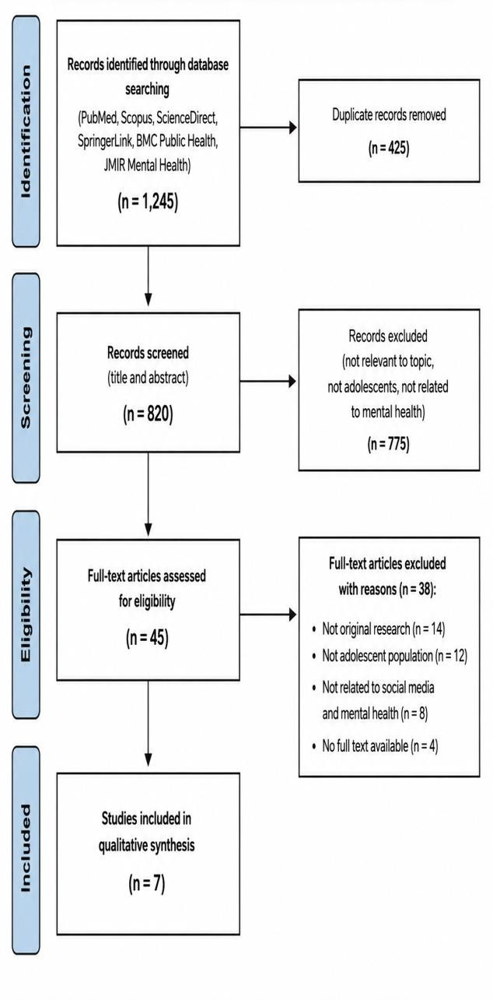 Identification
Records identified through database
searching
(PubMed, Scopus, ScienceDirect,
SpringerLink, BMC Public Health,
JMIR Mental Health)
(n = 1,245)
Duplicate records removed
(n = 425)
Screening
Records screened
(title and abstract)
(n = 820)
Records excluded
(not relevant to topic,
not adolescents, not related
to mental health)
(n = 775)
Eligibility
Full-text articles assessed
for eligibility
(n = 45)
Full-text articles excluded
with reasons (n = 38):
• Not original research (n = 14)
• Not adolescent population (n = 12)
• Not related to social media
and mental health (n = 8)
• No full text available (n = 4)
Included
Studies included in
qualitative synthesis
(n = 7)